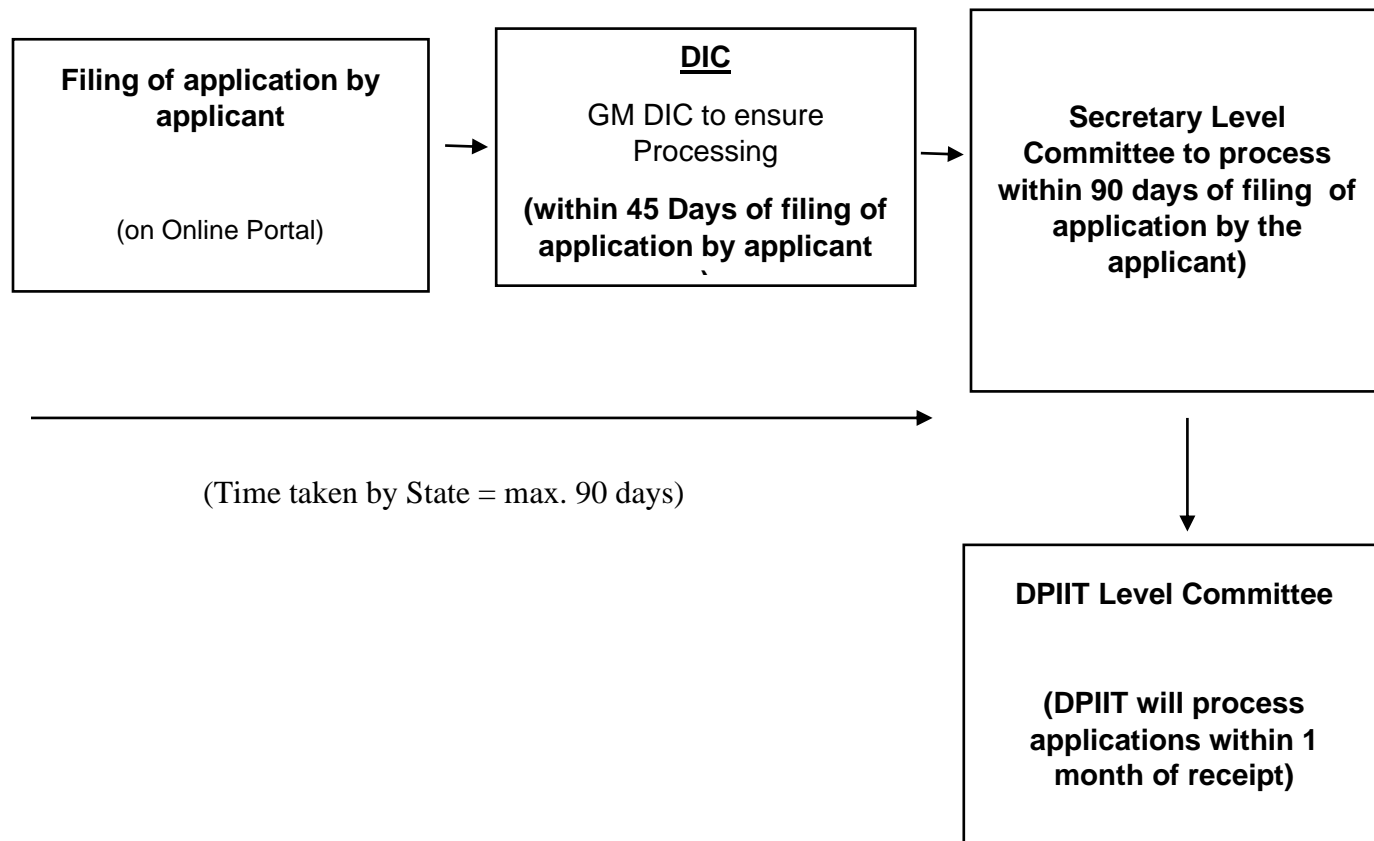 Filing of application by
applicant
(on Online Portal)
DIC
GM DIC to ensure
Processing
(within 45 Days of filing of
application by applicant
)
Secretary Level
Committee to process
within 90 days of filing of
application by the
applicant)
(Time taken by State = max. 90 days)
DPIIT Level Committee
(DPIIT will process
applications within 1
month of receipt)